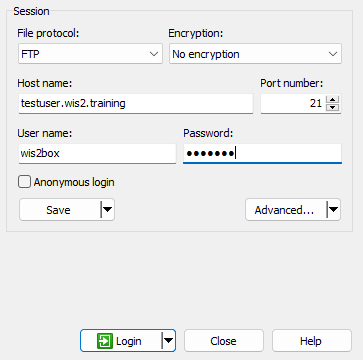 Session
File protocol: Encryption:
FTP No encryption
Host name: Port number:
testuser.wis2.training 21
User name: Password:
wis2box ●●●●●●●
Anonymous login
Save Advanced...
Login Close Help